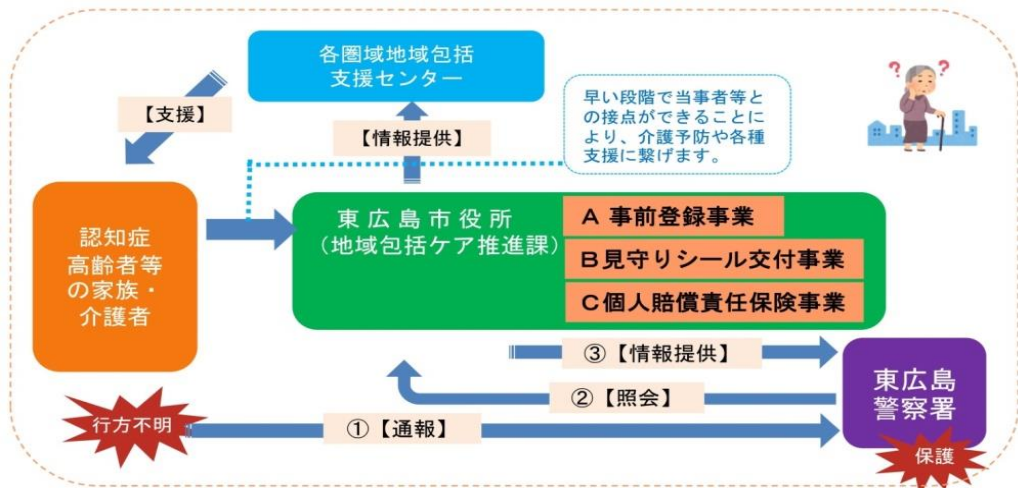 各圏域地域包括
支援センター
【支援】
【情報提供】
早い段階で当事者等と
の接点ができることに
より、介護予防や各種
支援に繋げます。
? ?
認知症
高齢者等
の家族・
介護者
東広島市役所
（地域包括ケア推進課）
A 事前登録事業
B見守りシール交付事業
C個人賠償責任保険事業
③【情報提供】
②【照会】
東広島
警察署
行方不明
①【通報】
保護